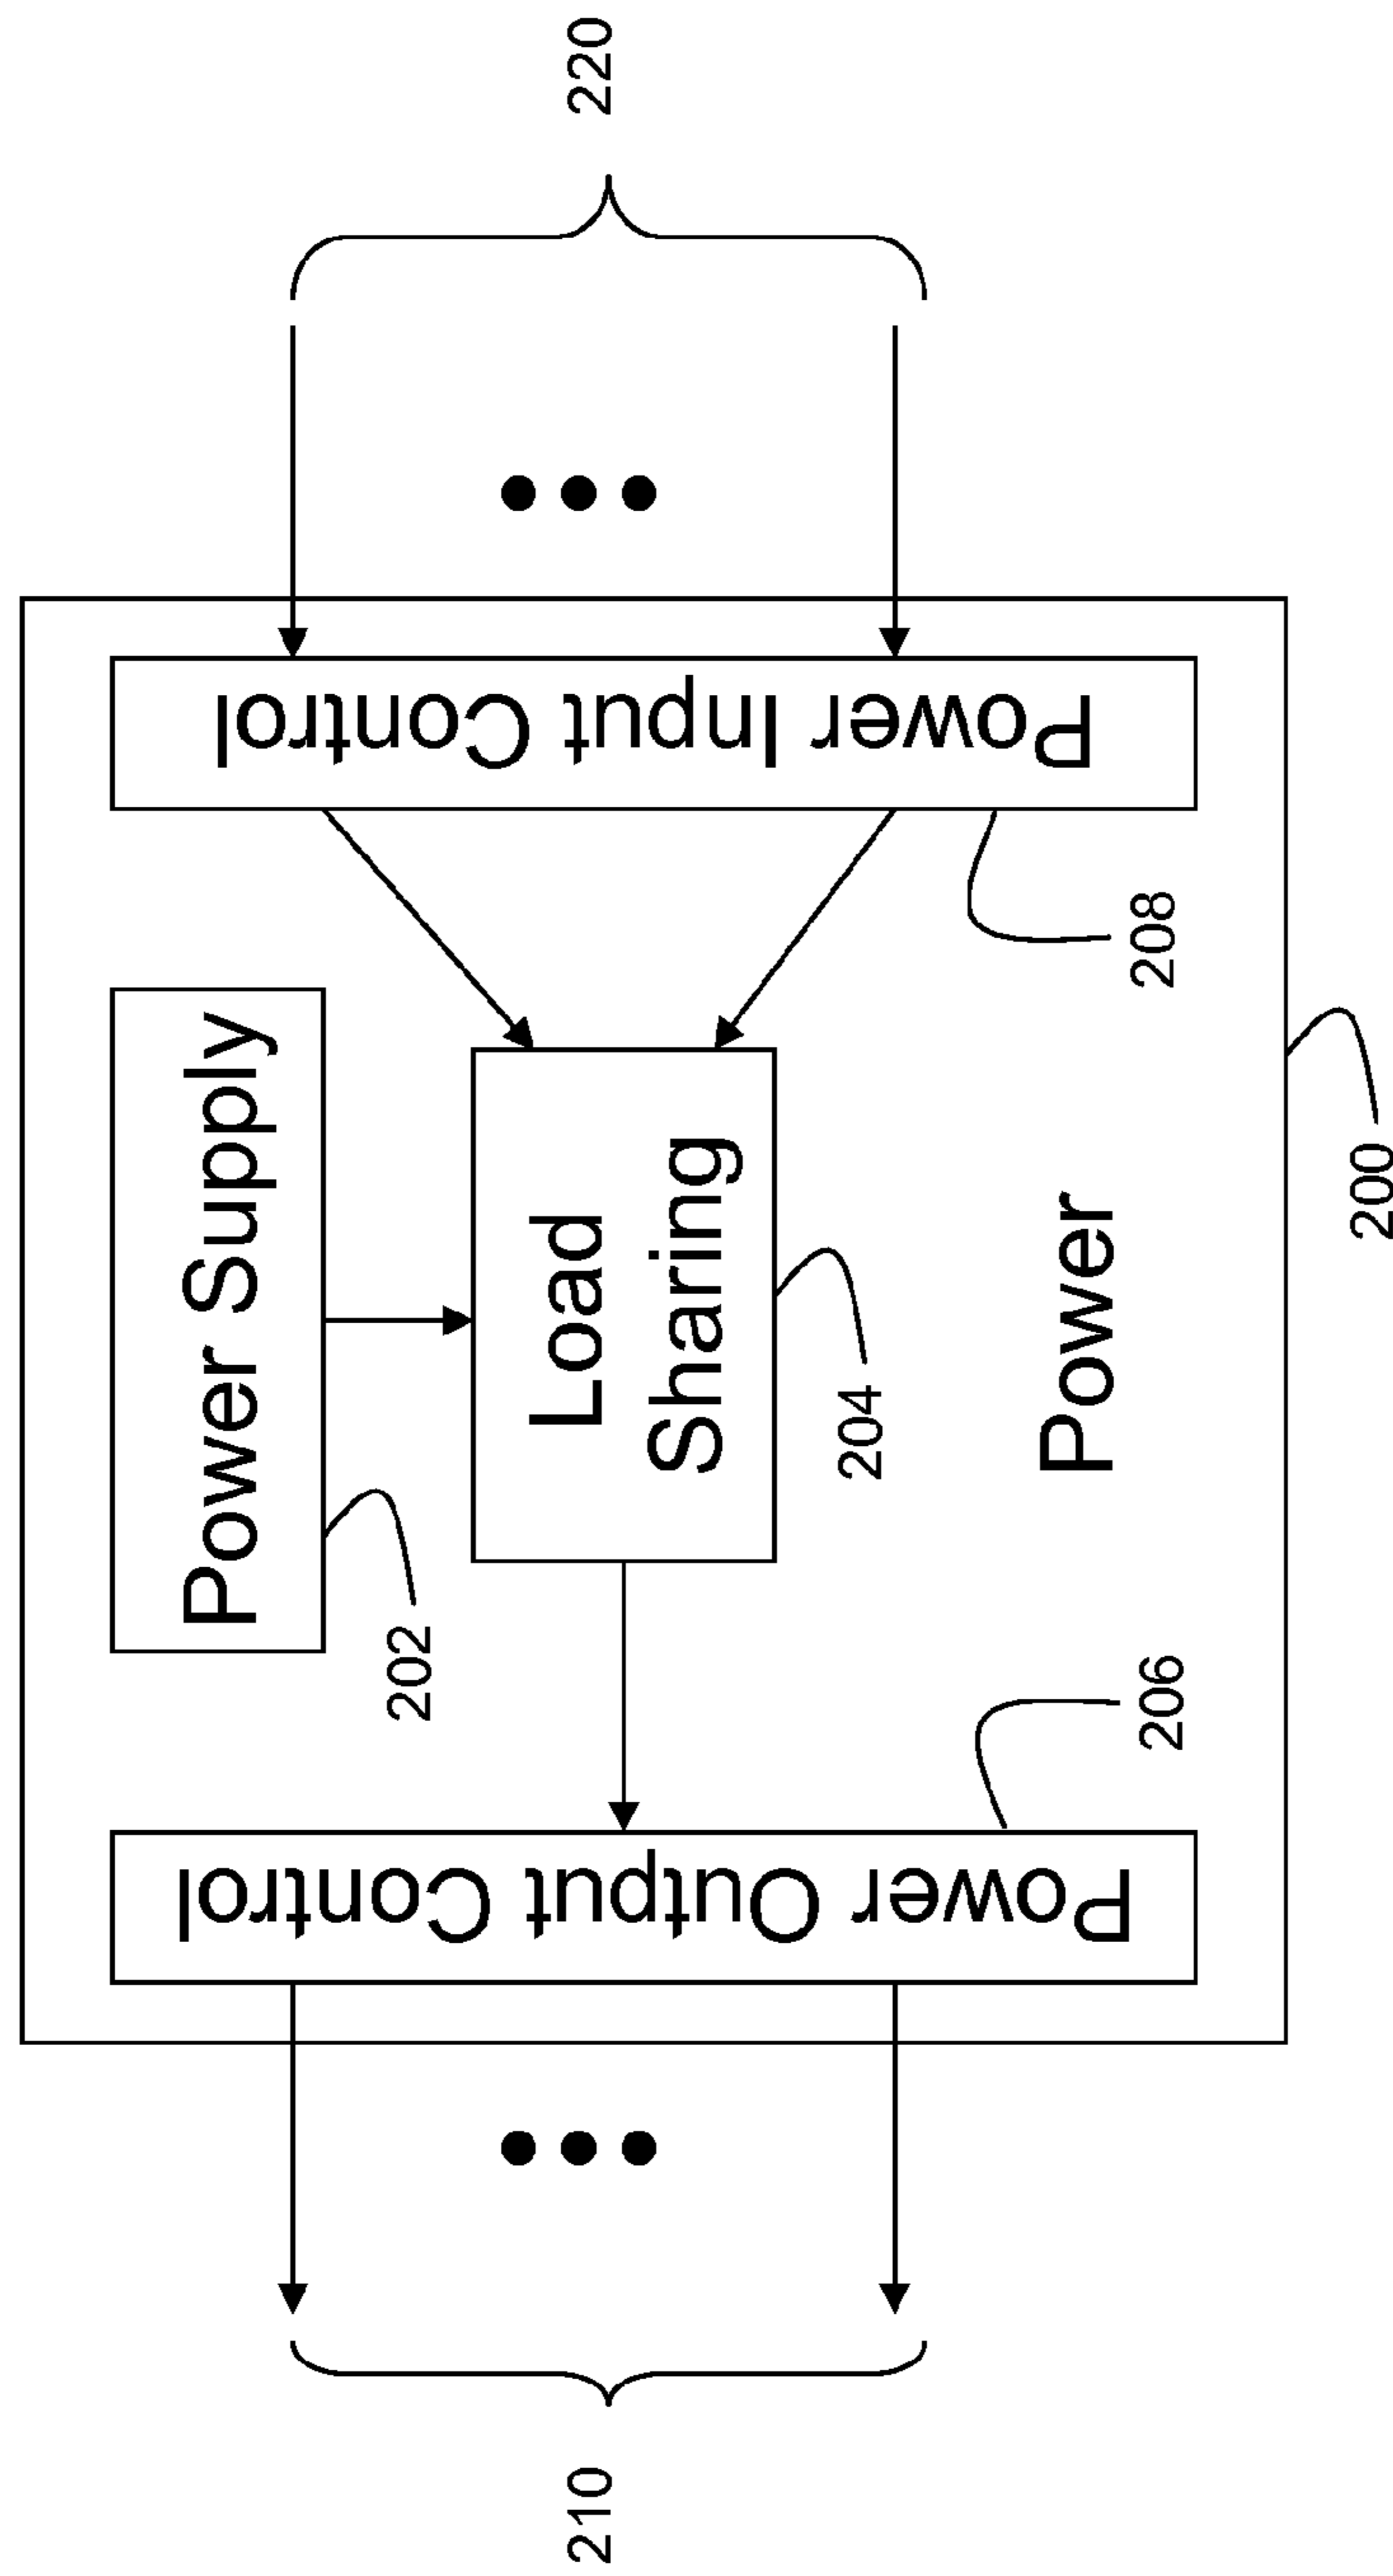 Power Supply
202
Load
Sharing
204
Power Output Control
206
Power Input Control
208
Power
200
210
220